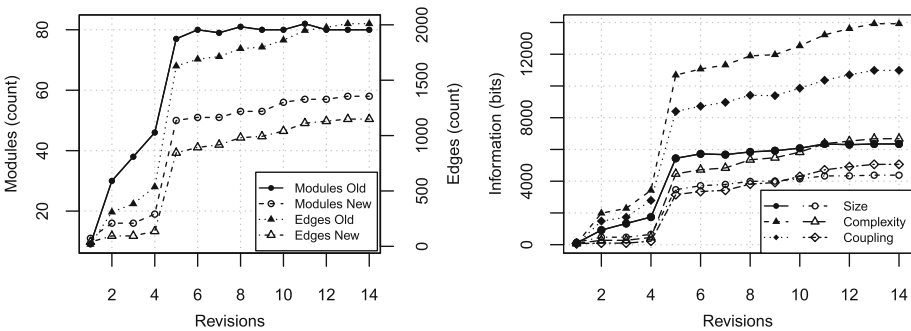 80
60
40
20
Modules (count)
2 4 6 8 10 12 14
Revisions
2000
1500
1000
500
0
Edges (count)
Modules Old
Modules New
Edges Old
Edges New
12000
8000
4000
0
Information (bits)
2 4 6 8 10 12 14
Revisions
Size
Complexity
Coupling